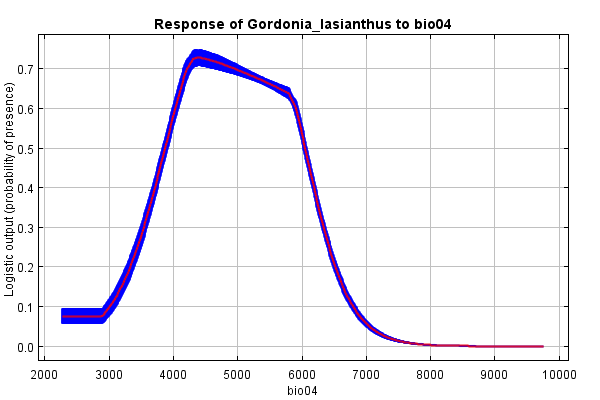 Response of Gordonia_lasianthus to bio04
Logistic output (probability of presence)
0.7
0.6
0.5
0.4
0.3
0.2
0.1
0.0
2000 3000 4000 5000 6000 7000 8000 9000 10000
bio04